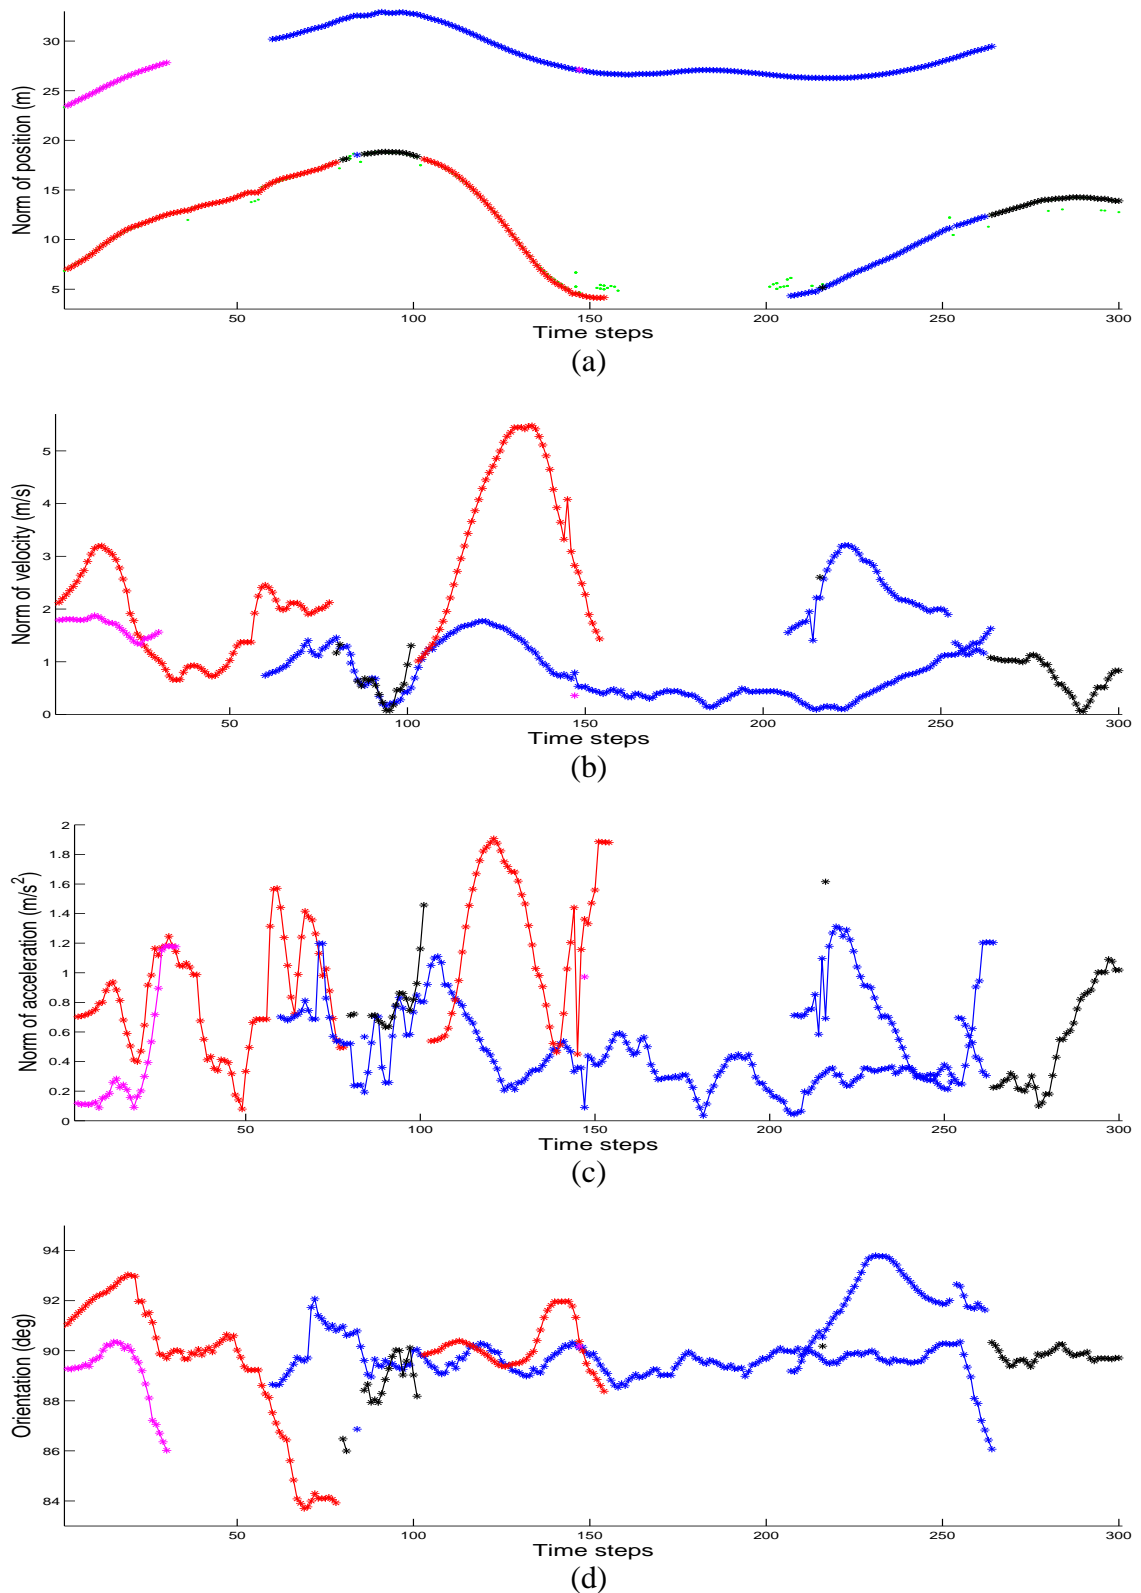 30
25
20
15
10
5
Norm of position (m)
50 100 150 200 250 300
Time steps
(a)
5
4
3
2
1
0
Norm of velocity (m/s)
50 100 150 200 250 300
Time steps
(b)
2
1.8
1.6
1.4
1.2
1
0.8
0.6
0.4
0.2
0
Norm of acceleration (m/s²)
50 100 150 200 250 300
Time steps
(c)
94
92
90
88
86
84
Orientation (deg)
50 100 150 200 250 300
Time steps
(d)